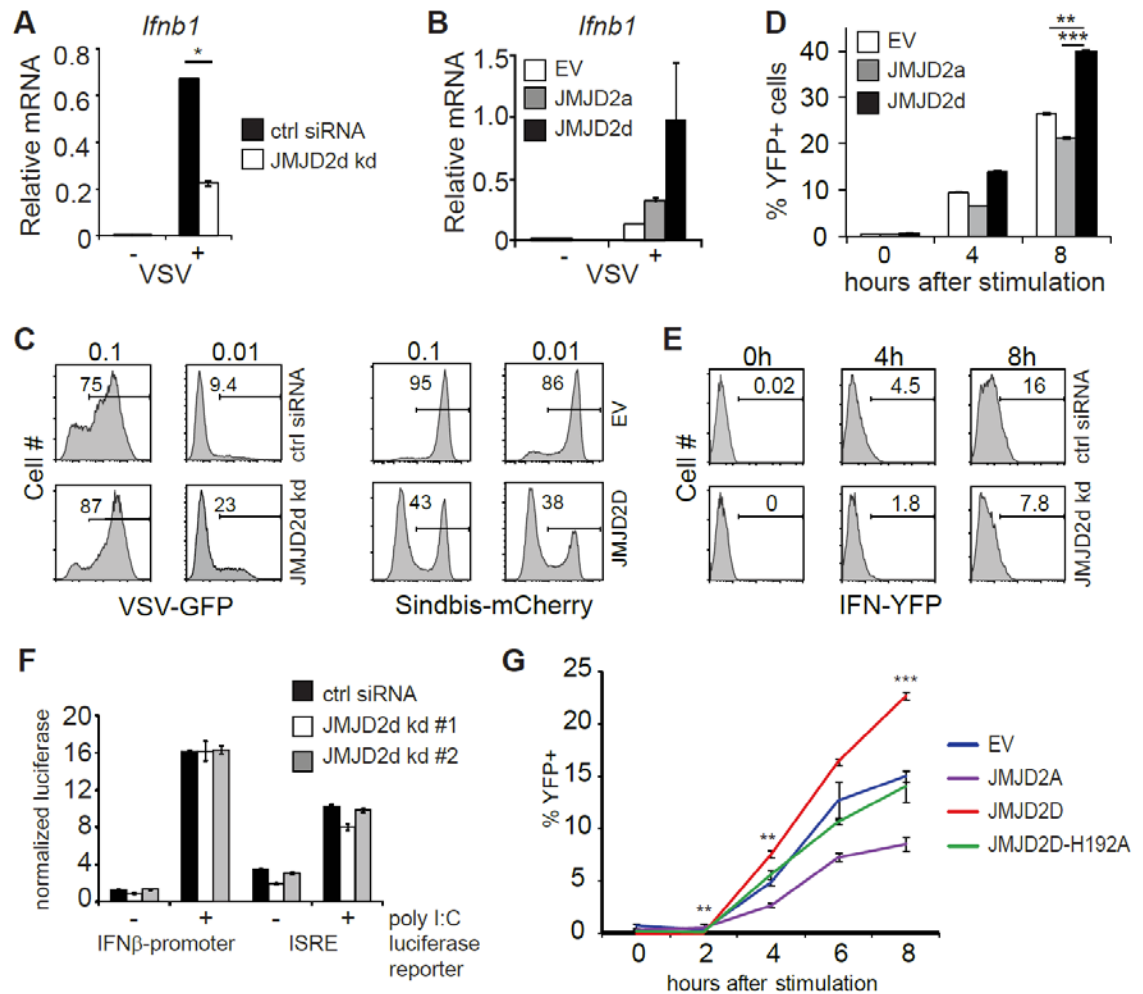 A
Ifnb1
Relative mRNA
0.8
0.6
0.4
0.2
0
*
- +
VSV
ctrl siRNA
JMJD2d kd
B
Ifnb1
Relative mRNA
1.5
1.0
0.5
0
EV
JMJD2a
JMJD2d
- +
VSV
D
% YFP+ cells
40
30
20
10
0
EV
JMJD2a
JMJD2d
**
***
0 4 8
hours after stimulation
C
0.1 0.01
Cell #
75 9.4
ctrl siRNA
87 23
JMJD2d kd
VSV-GFP
0.1 0.01
95 86
EV
43 38
JMJD2D
Sindbis-mCherry
E
0h 4h 8h
Cell #
0.02 4.5 16
ctrl siRNA
0 1.8 7.8
JMJD2d kd
IFN-YFP
F
normalized luciferase
20
16
12
8
4
0
ctrl siRNA
JMJD2d kd #1
JMJD2d kd #2
- + - + poly I:C
IFNβ-promoter ISRE luciferase
reporter
G
% YFP+
25
20
15
10
5
0
**
**
***
EV
JMJD2A
JMJD2D
JMJD2D-H192A
0 2 4 6 8
hours after stimulation